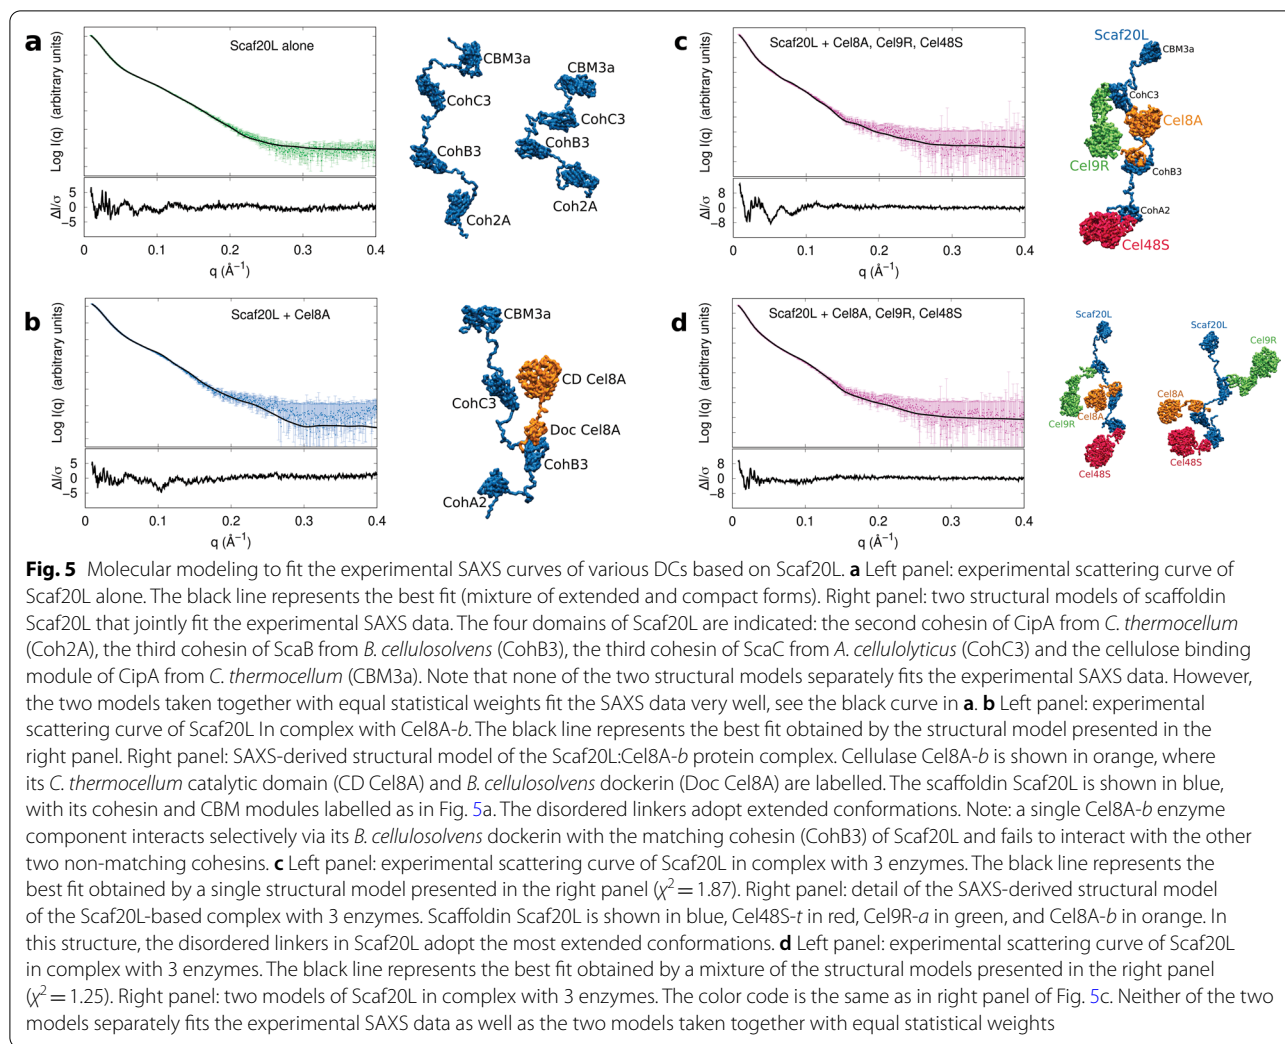 a
Scaf20L alone
Log I(q) (arbitrary units)
ΔI/σ
5
0
−5
0
0.1
0.2
0.3
0.4
q (Å⁻¹)
CBM3a
CohC3
CohB3
Coh2A
CBM3a
CohC3
CohB3
Coh2A
c
Scaf20L + Cel8A, Cel9R, Cel48S
Log I(q) (arbitrary units)
ΔI/σ
8
0
−8
0
0.1
0.2
0.3
0.4
q (Å⁻¹)
Scaf20L
CBM3a
CohC3
Cel8A
Cel9R
CohB3
CohA2
Cel48S
b
Scaf20L + Cel8A
Log I(q) (arbitrary units)
ΔI/σ
5
0
−5
0
0.1
0.2
0.3
0.4
q (Å⁻¹)
CBM3a
CD Cel8A
CohC3
Doc Cel8A
CohB3
CohA2
d
Scaf20L + Cel8A, Cel9R, Cel48S
Log I(q) (arbitrary units)
ΔI/σ
8
0
−8
0
0.1
0.2
0.3
0.4
q (Å⁻¹)
Scaf20L
Cel8A
Cel9R
Cel48S
Scaf20L
Cel9R
Cel8A
Cel48S
Fig. 5 Molecular modeling to fit the experimental SAXS curves of various DCs based on Scaf20L. a Left panel: experimental scattering curve of
Scaf20L alone. The black line represents the best fit (mixture of extended and compact forms). Right panel: two structural models of scaffoldin
Scaf20L that jointly fit the experimental SAXS data. The four domains of Scaf20L are indicated: the second cohesin of CipA from C. thermocellum
(Coh2A), the third cohesin of ScaB from B. cellulosolvens (CohB3), the third cohesin of ScaC from A. cellulolyticus (CohC3) and the cellulose binding
module of CipA from C. thermocellum (CBM3a). Note that none of the two structural models separately fits the experimental SAXS data. However,
the two models taken together with equal statistical weights fit the SAXS data very well, see the black curve in a. b Left panel: experimental
scattering curve of Scaf20L In complex with Cel8A-b. The black line represents the best fit obtained by the structural model presented in the
right panel. Right panel: SAXS-derived structural model of the Scaf20L:Cel8A-b protein complex. Cellulase Cel8A-b is shown in orange, where
its C. thermocellum catalytic domain (CD Cel8A) and B. cellulosolvens dockerin (Doc Cel8A) are labelled. The scaffoldin Scaf20L is shown in blue,
with its cohesin and CBM modules labelled as in Fig. 5a. The disordered linkers adopt extended conformations. Note: a single Cel8A-b enzyme
component interacts selectively via its B. cellulosolvens dockerin with the matching cohesin (CohB3) of Scaf20L and fails to interact with the other
two non-matching cohesins. c Left panel: experimental scattering curve of Scaf20L in complex with 3 enzymes. The black line represents the
best fit obtained by a single structural model presented in the right panel (χ² = 1.87). Right panel: detail of the SAXS-derived structural model
of the Scaf20L-based complex with 3 enzymes. Scaffoldin Scaf20L is shown in blue, Cel48S-t in red, Cel9R-a in green, and Cel8A-b in orange. In
this structure, the disordered linkers in Scaf20L adopt the most extended conformations. d Left panel: experimental scattering curve of Scaf20L
in complex with 3 enzymes. The black line represents the best fit obtained by a mixture of the structural models presented in the right panel
(χ² = 1.25). Right panel: two models of Scaf20L in complex with 3 enzymes. The color code is the same as in right panel of Fig. 5c. Neither of the two
models separately fits the experimental SAXS data as well as the two models taken together with equal statistical weights